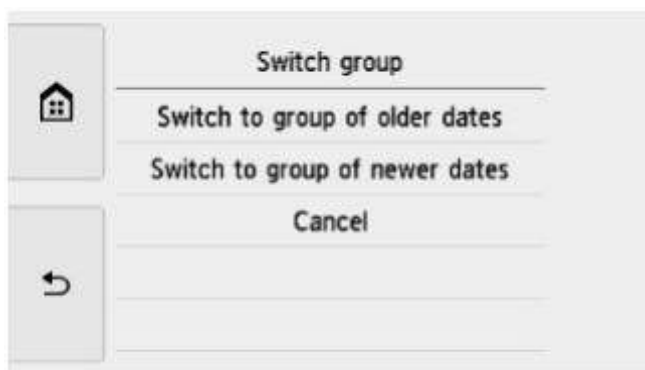 Switch group
Switch to group of older dates
Switch to group of newer dates
Cancel